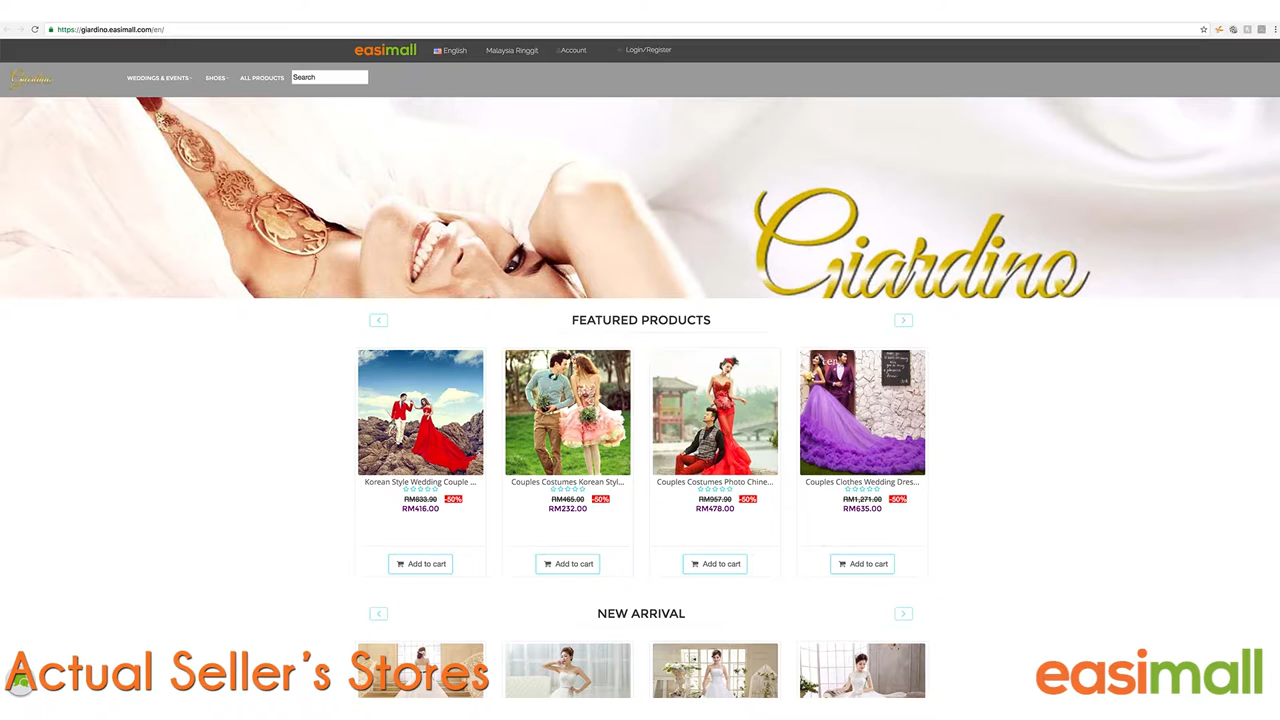 https://giardino.easimall.com/en/
easimall English Malaysia Ringgit Account Login/Register
Giardino WEDDINGS & EVENTS SHOES ALL PRODUCTS Search
Giardino
FEATURED PRODUCTS
Korean Style Wedding Couple ... Couples Costumes Korean Styl... Couples Costumes Photo Chine... Couples Clothes Wedding Dres...
RM833.90 -50% RM465.00 -50% RM957.90 -50% RM1,271.00 -50%
RM416.00 RM232.00 RM478.00 RM635.00
Add to cart Add to cart Add to cart Add to cart
NEW ARRIVAL
Actual Seller's Stores easimall